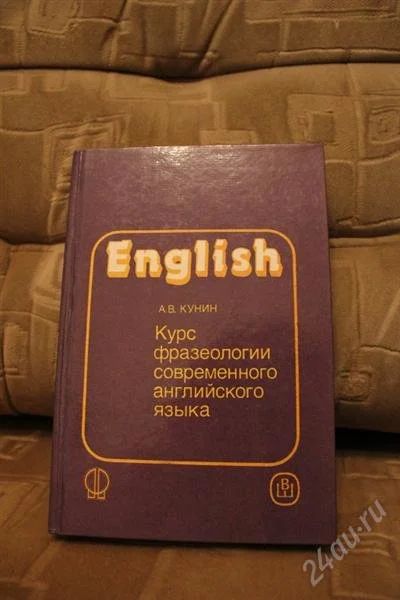 English
А.В. КУНИН
Курс
фразеологии
современного
английского
языка
24au.ru